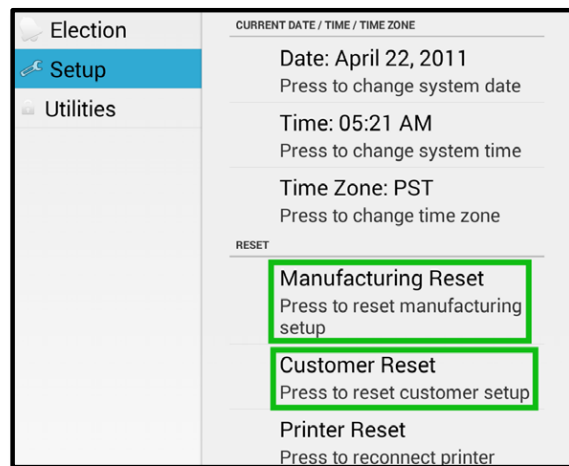 Election
Setup
Utilities
CURRENT DATE / TIME / TIME ZONE
Date: April 22, 2011
Press to change system date
Time: 05:21 AM
Press to change system time
Time Zone: PST
Press to change time zone
RESET
Manufacturing Reset
Press to reset manufacturing
setup
Customer Reset
Press to reset customer setup
Printer Reset
Press to reconnect printer